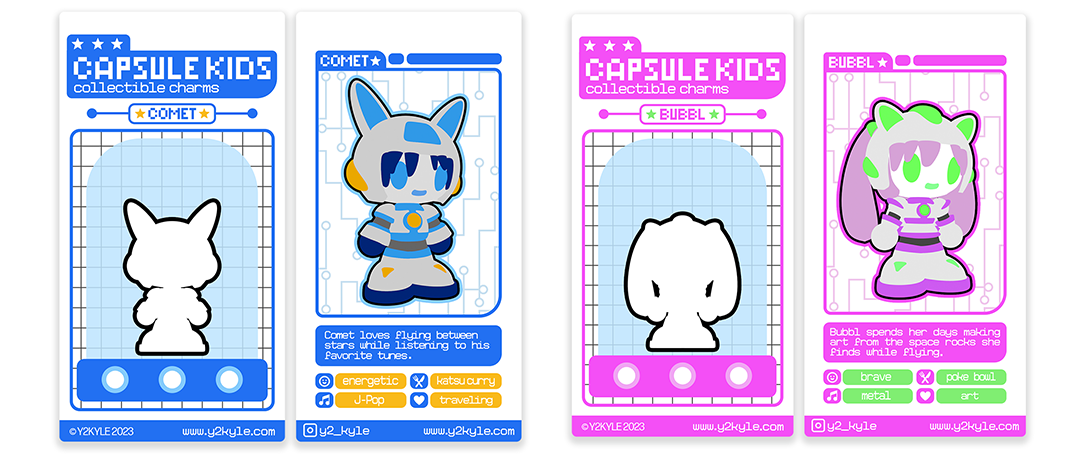 CAPSULE KIDS
collectible charms
COMET
©Y2KYLE 2023
www.y2kyle.com
COMET
Comet loves flying between
stars while listening to his
favorite tunes.
energetic
katsu curry
J-Pop
traveling
y2_kyle
www.y2kyle.com
CAPSULE KIDS
collectible charms
BUBBL
©Y2KYLE 2023
www.y2kyle.com
BUBBL
Bubbl spends her days making
art from the space rocks she
finds while flying.
brave
poke bowl
metal
art
y2_kyle
www.y2kyle.com